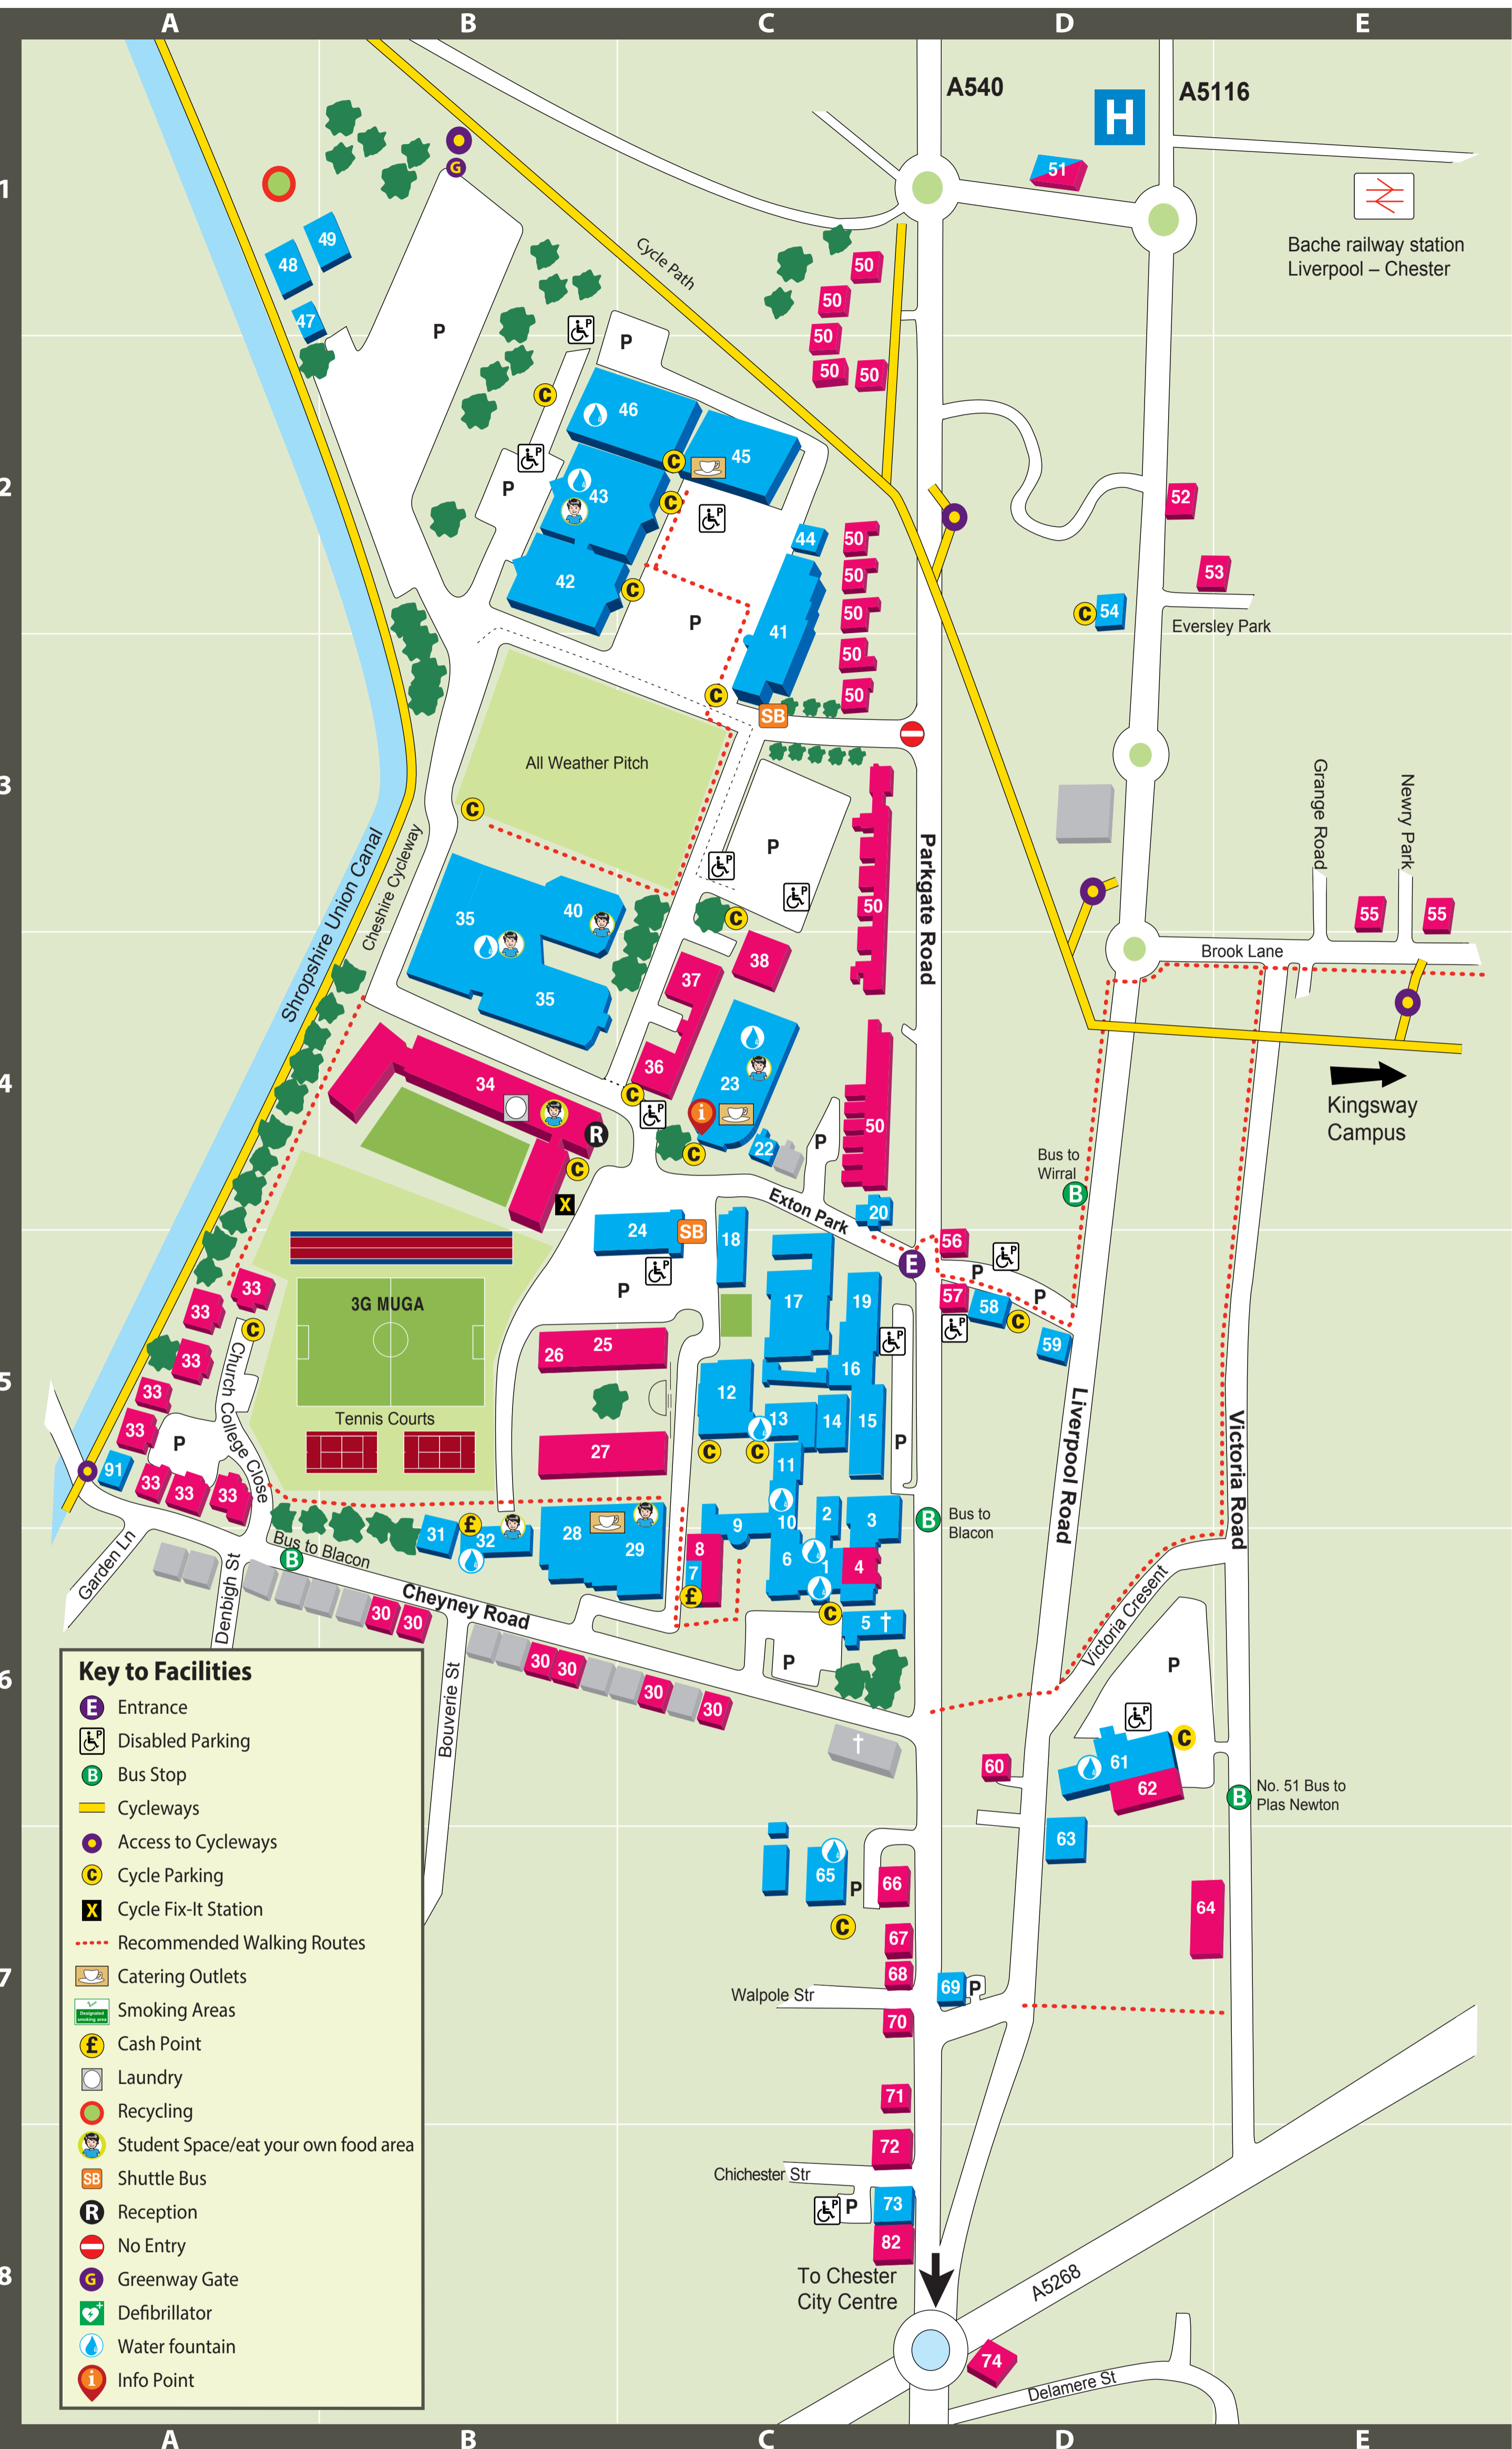 A B C D E
A540
A5116
H
51
G
1
Bache railway station
Liverpool – Chester
49
48
47
Cycle Path
50
50
50
50 50
P
P
C
46
45
C
2
P
43
C
52
44
50
53
50
42
C
54
C
50
P
41
Eversley Park
50
50
C
SB
All Weather Pitch
3
C
P
Parkgate Road
Grange Road
Newry Park
Shropshire Union Canal
Cheshire Cycleway
35
40
C
50
55
55
38
Brook Lane
37
35
34
36
23
4
C
Kingsway
Campus
R
i
C
22
P
50
Bus to
Wirral
B
C
X
Exton Park
20
24
SB
18
E
56
P
33
33
3G MUGA
P
17
19
57
58
P
C
59
C
33
26
25
16
5
33
12
Church College Close
Liverpool Road
Victoria Road
33
Tennis Courts
13
14
15
P
P
27
C
C
91
11
33
33
33
31
£
32
28
29
9
10
2
3
B
Bus to
Blacon
Garden Ln
Denbigh St
Bus to Blacon
B
8
7
£
6
1
4
Cheyney Road
30
30
C
5
Victoria Cresent
30
30
30
30
P
P
6
Bouverie St
C
61
62
60
B
No. 51 Bus to
Plas Newton
63
65
P
66
64
C
67
7
68
69
P
Walpole Str
70
71
72
Chichester Str
P
73
82
8
To Chester
City Centre
A5268
74
Delamere St
Key to Facilities
E Entrance
P Disabled Parking
B Bus Stop
Cycleways
Access to Cycleways
C Cycle Parking
X Cycle Fix-It Station
Recommended Walking Routes
Catering Outlets
Smoking Areas
£ Cash Point
Laundry
Recycling
Student Space/eat your own food area
SB Shuttle Bus
R Reception
No Entry
G Greenway Gate
Defibrillator
Water fountain
i Info Point
A B C D E